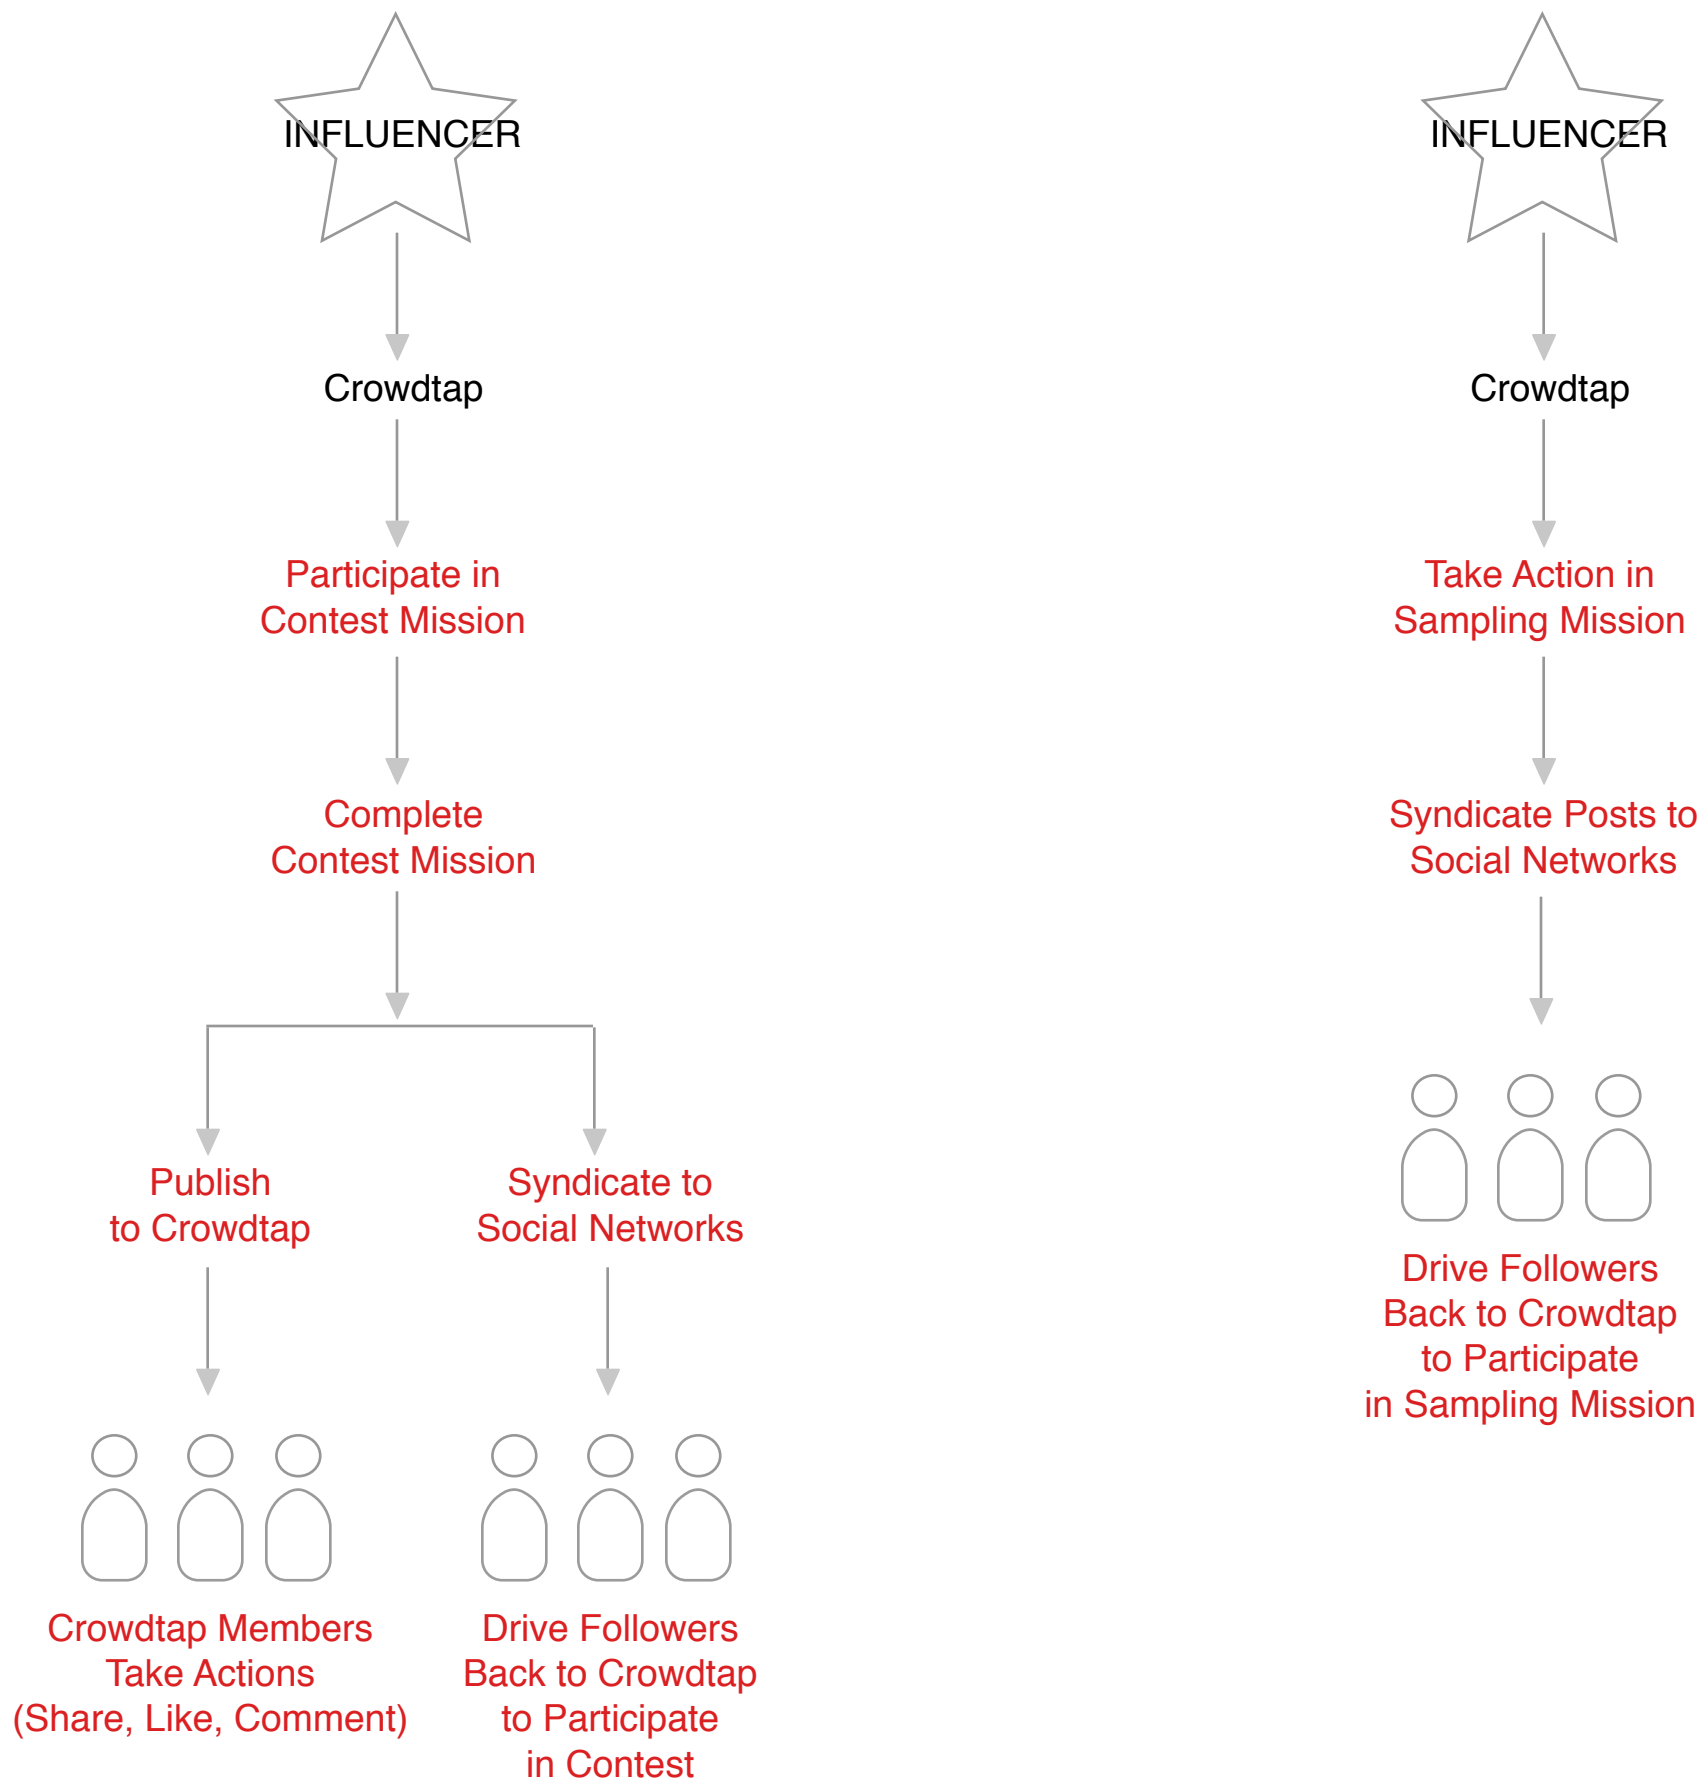 INFLUENCER
Crowdtap
Participate in
Contest Mission
Complete
Contest Mission
Publish
to Crowdtap
Crowdtap Members
Take Actions
(Share, Like, Comment)
Syndicate to
Social Networks
Drive Followers
Back to Crowdtap
to Participate
in Contest
INFLUENCER
Crowdtap
Take Action in
Sampling Mission
Syndicate Posts to
Social Networks
Drive Followers
Back to Crowdtap
to Participate
in Sampling Mission